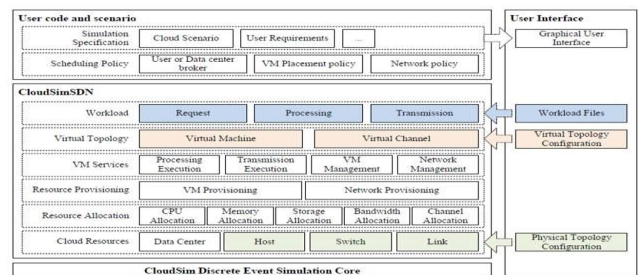 User code and scenario
User Interface
Simulation
Specification
Cloud Scenario
User Requirements
...
Graphical User
Interface
Scheduling Policy
User or Data center
broker
VM Placement policy
Network policy
CloudSimSDN
Workload
Request
Processing
Transmission
Workload Files
Virtual Topology
Virtual Machine
Virtual Channel
Virtual Topology
Configuration
VM Services
Processing
Execution
Transmission
Execution
VM
Management
Network
Management
Resource Provisioning
VM Provisioning
Network Provisioning
Resource Allocation
CPU
Allocation
Memory
Allocation
Storage
Allocation
Bandwidth
Allocation
Channel
Allocation
Cloud Resources
Data Center
Host
Switch
Link
Physical Topology
Configuration
CloudSim Discrete Event Simulation Core